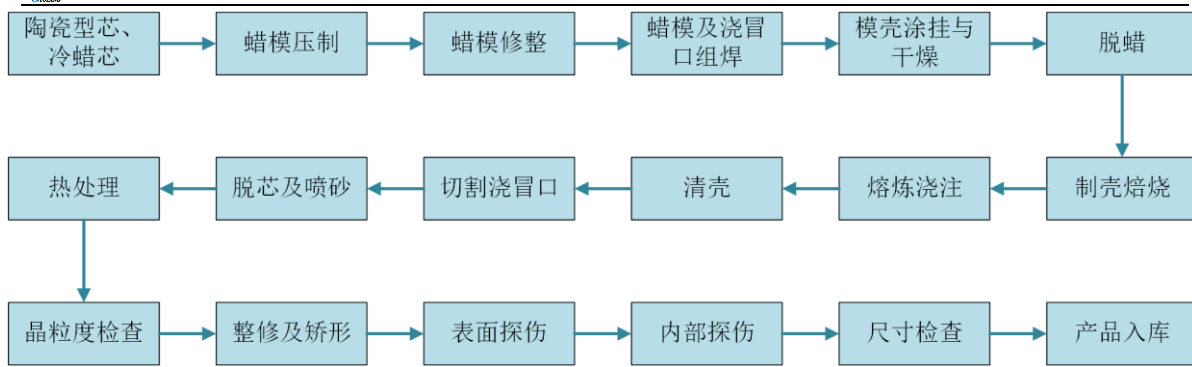 陶瓷型芯、
冷蜡芯
蜡模压制
蜡模修整
蜡模及浇冒
口组焊
模壳涂挂与
干燥
脱蜡
制壳焙烧
熔炼浇注
清壳
切割浇冒口
脱芯及喷砂
热处理
晶粒度检查
整修及矫形
表面探伤
内部探伤
尺寸检查
产品入库